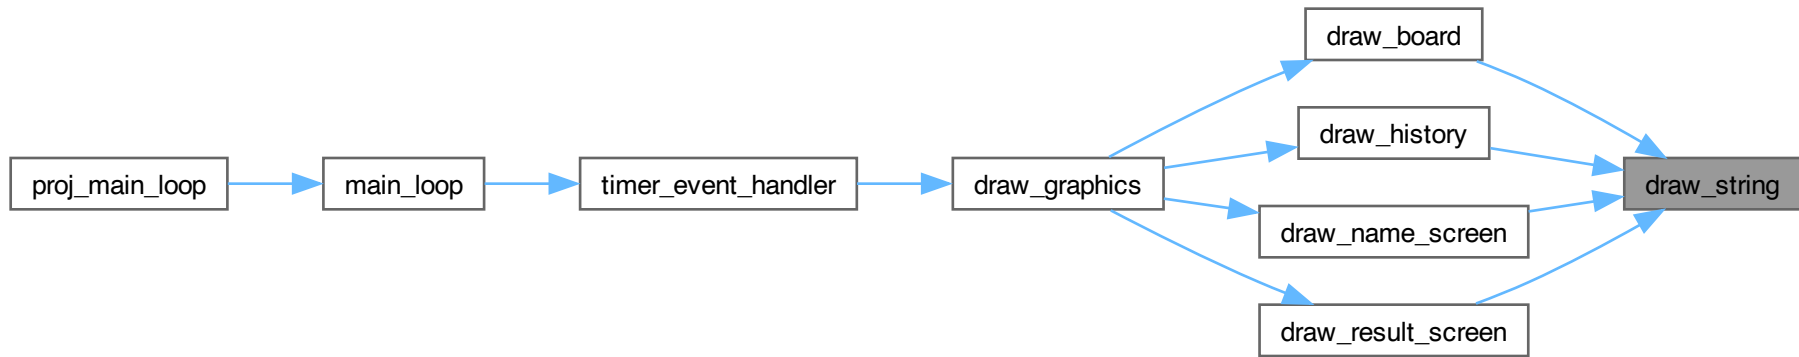 proj_main_loop
main_loop
timer_event_handler
draw_graphics
draw_board
draw_history
draw_name_screen
draw_result_screen
draw_string